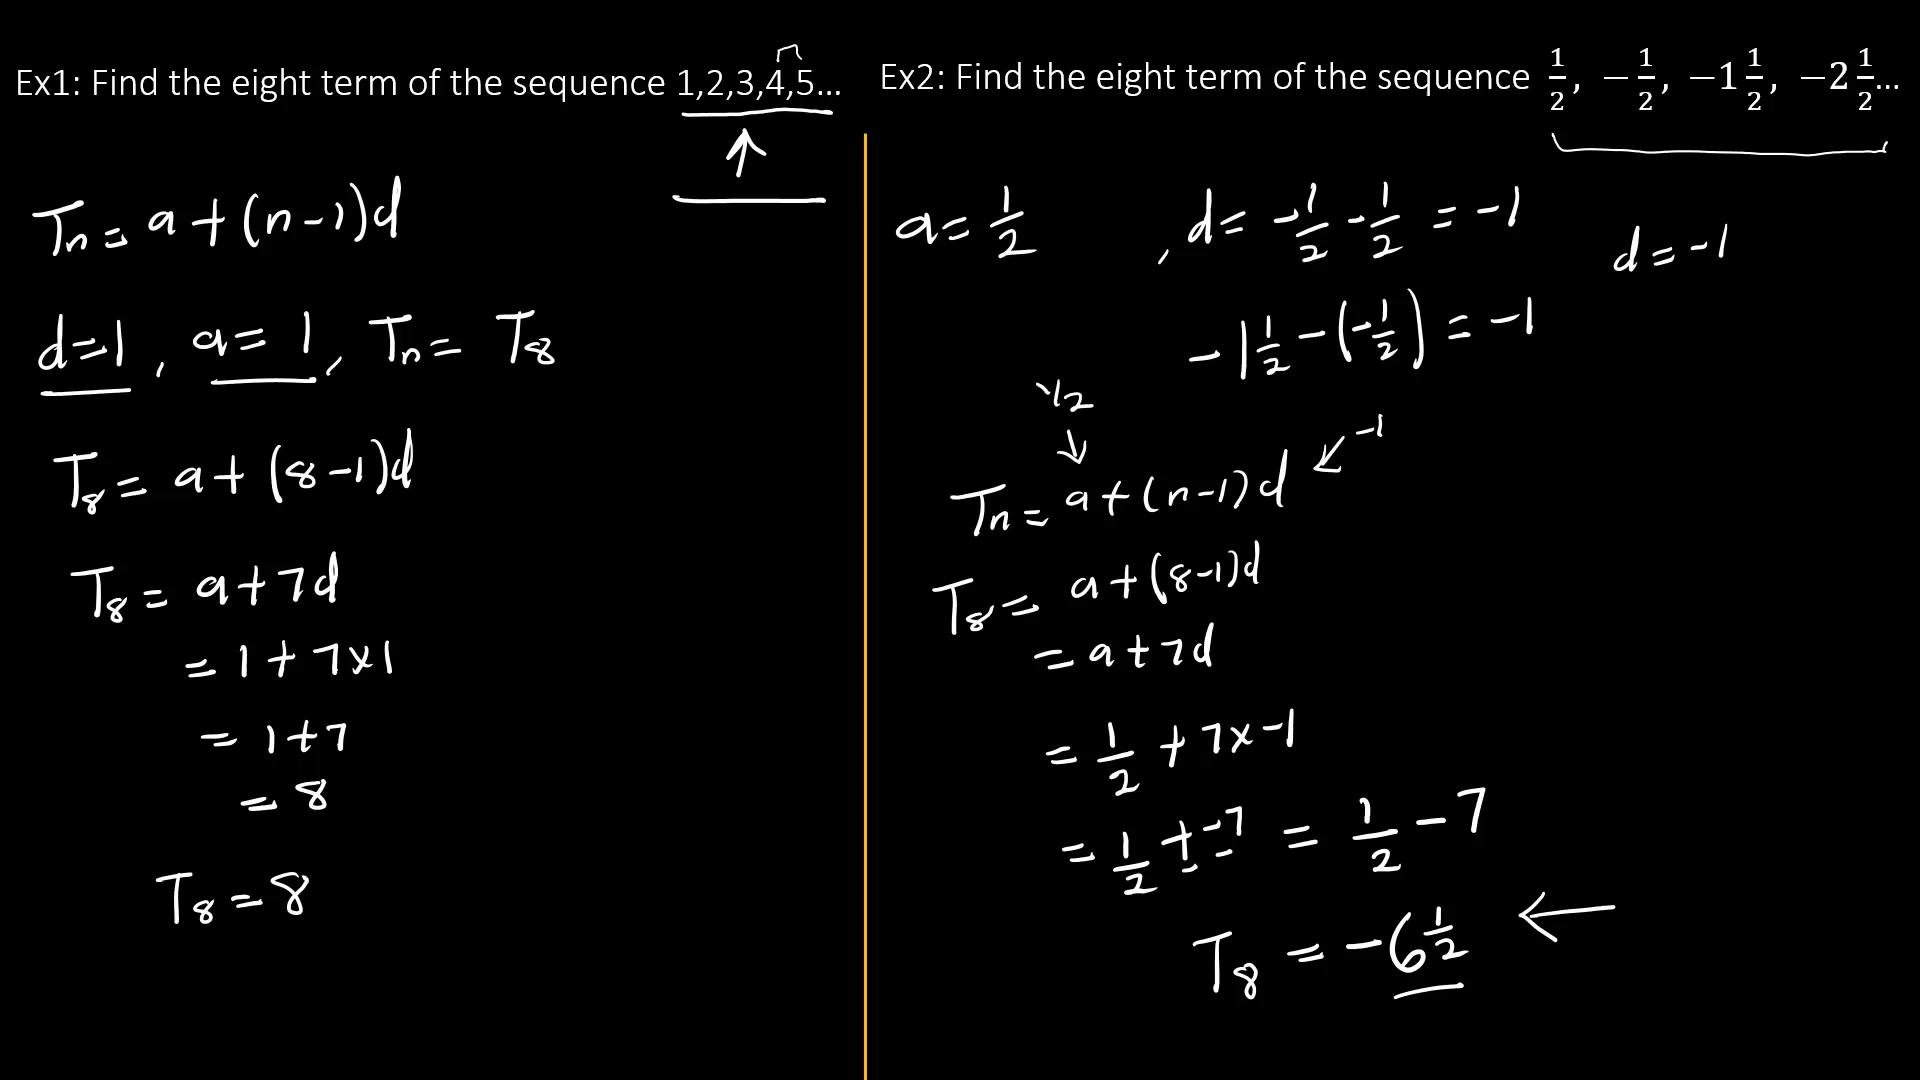 Ex1: Find the eight term of the sequence 1,2,3,4,5...
Tn = a + (n - 1)d
d = 1 , a = 1 , Tn = T8
T8 = a + (8 - 1)d
T8 = a + 7d
= 1 + 7 x 1
= 1 + 7
= 8
T8 = 8
Ex2: Find the eight term of the sequence 1/2, −1/2, −1 1/2, −2 1/2...
a = 1/2 , d = -1/2 - 1/2 = -1
d = -1
-1 1/2 - (-1/2) = -1
1/2
-1
Tn = a + (n - 1)d
T8 = a + (8 - 1)d
= a + 7d
= 1/2 + 7 x -1
= 1/2 + -7 = 1/2 - 7
T8 = -6 1/2